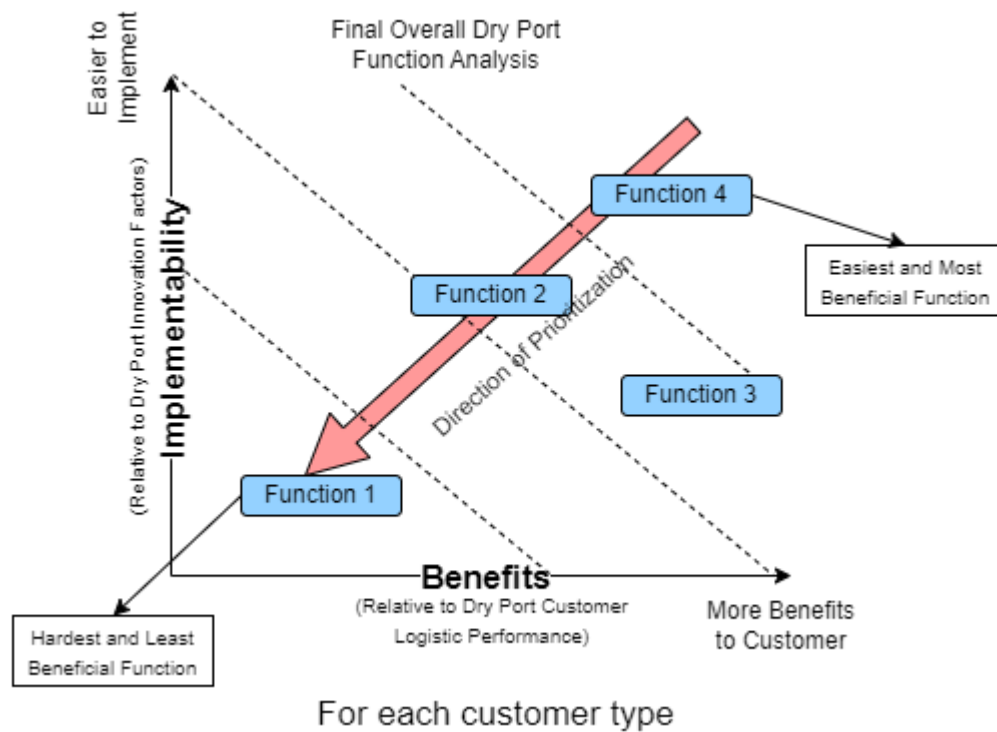 Final Overall Dry Port
Function Analysis
Easier to
Implement
Implementability
(Relative to Dry Port Innovation Factors)
Function 4
Easiest and Most
Beneficial Function
Function 2
Direction of Prioritization
Function 3
Function 1
Hardest and Least
Beneficial Function
Benefits
(Relative to Dry Port Customer
Logistic Performance)
More Benefits
to Customer
For each customer type